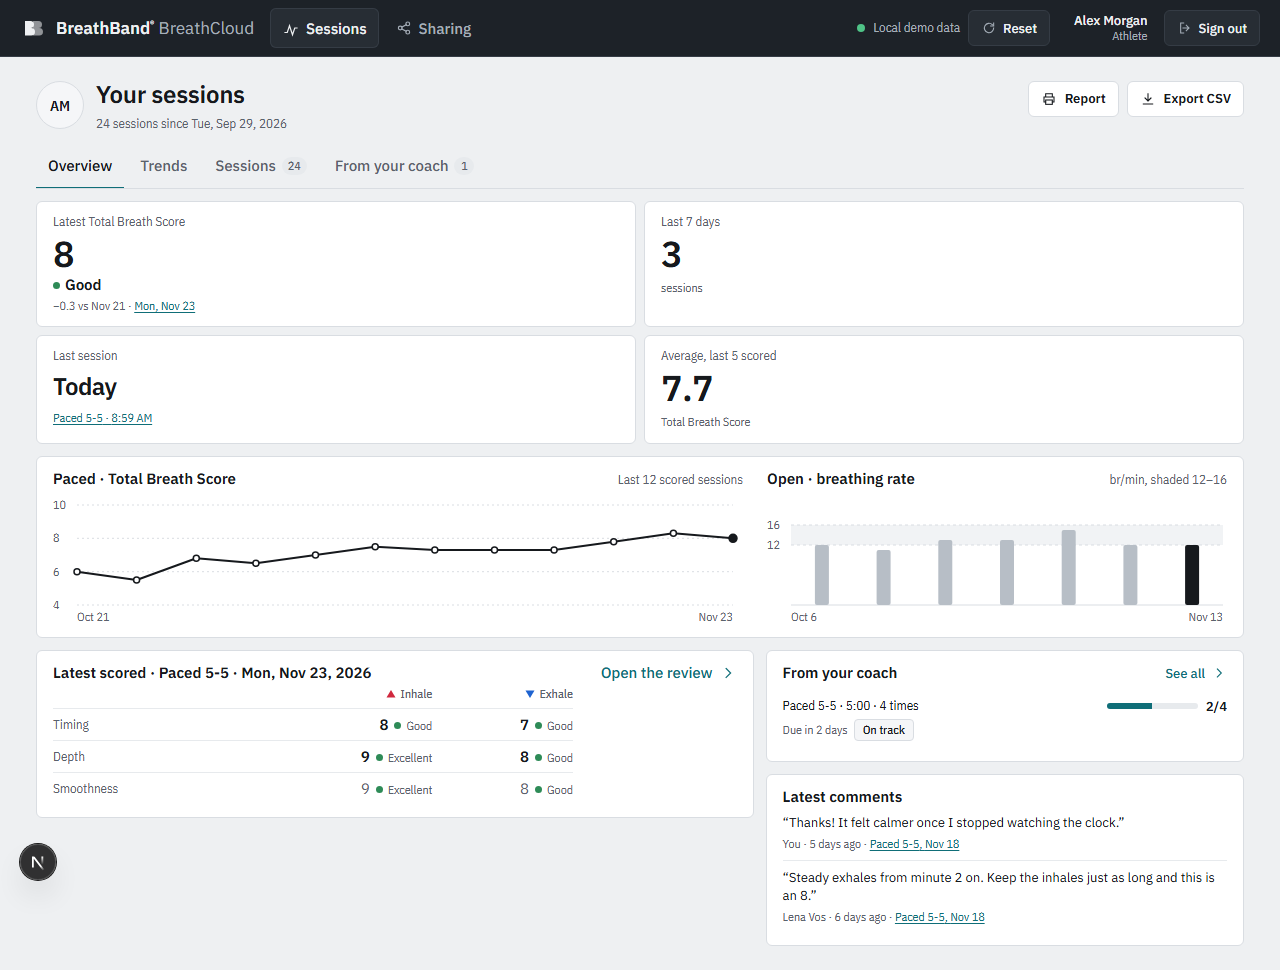 BreathBand® BreathCloud
Sessions
Sharing
Local demo data
Reset
Alex Morgan
Athlete
Sign out
AM
Your sessions
24 sessions since Tue, Sep 29, 2026
Report
Export CSV
Overview
Trends
Sessions 24
From your coach 1
Latest Total Breath Score
8
Good
−0.3 vs Nov 21 · Mon, Nov 23
Last 7 days
3
sessions
Last session
Today
Paced 5-5 · 8:59 AM
Average, last 5 scored
7.7
Total Breath Score
Paced · Total Breath Score
Last 12 scored sessions
10
8
6
4
Oct 21
Nov 23
Open · breathing rate
br/min, shaded 12–16
16
12
Oct 6
Nov 13
Latest scored · Paced 5-5 · Mon, Nov 23, 2026
Open the review
Inhale
Exhale
Timing 8 Good 7 Good
Depth 9 Excellent 8 Good
Smoothness 9 Excellent 8 Good
From your coach
See all
Paced 5-5 · 5:00 · 4 times
2/4
Due in 2 days On track
Latest comments
“Thanks! It felt calmer once I stopped watching the clock.”
You · 5 days ago · Paced 5-5, Nov 18
“Steady exhales from minute 2 on. Keep the inhales just as long and this is
an 8.”
Lena Vos · 6 days ago · Paced 5-5, Nov 18
N